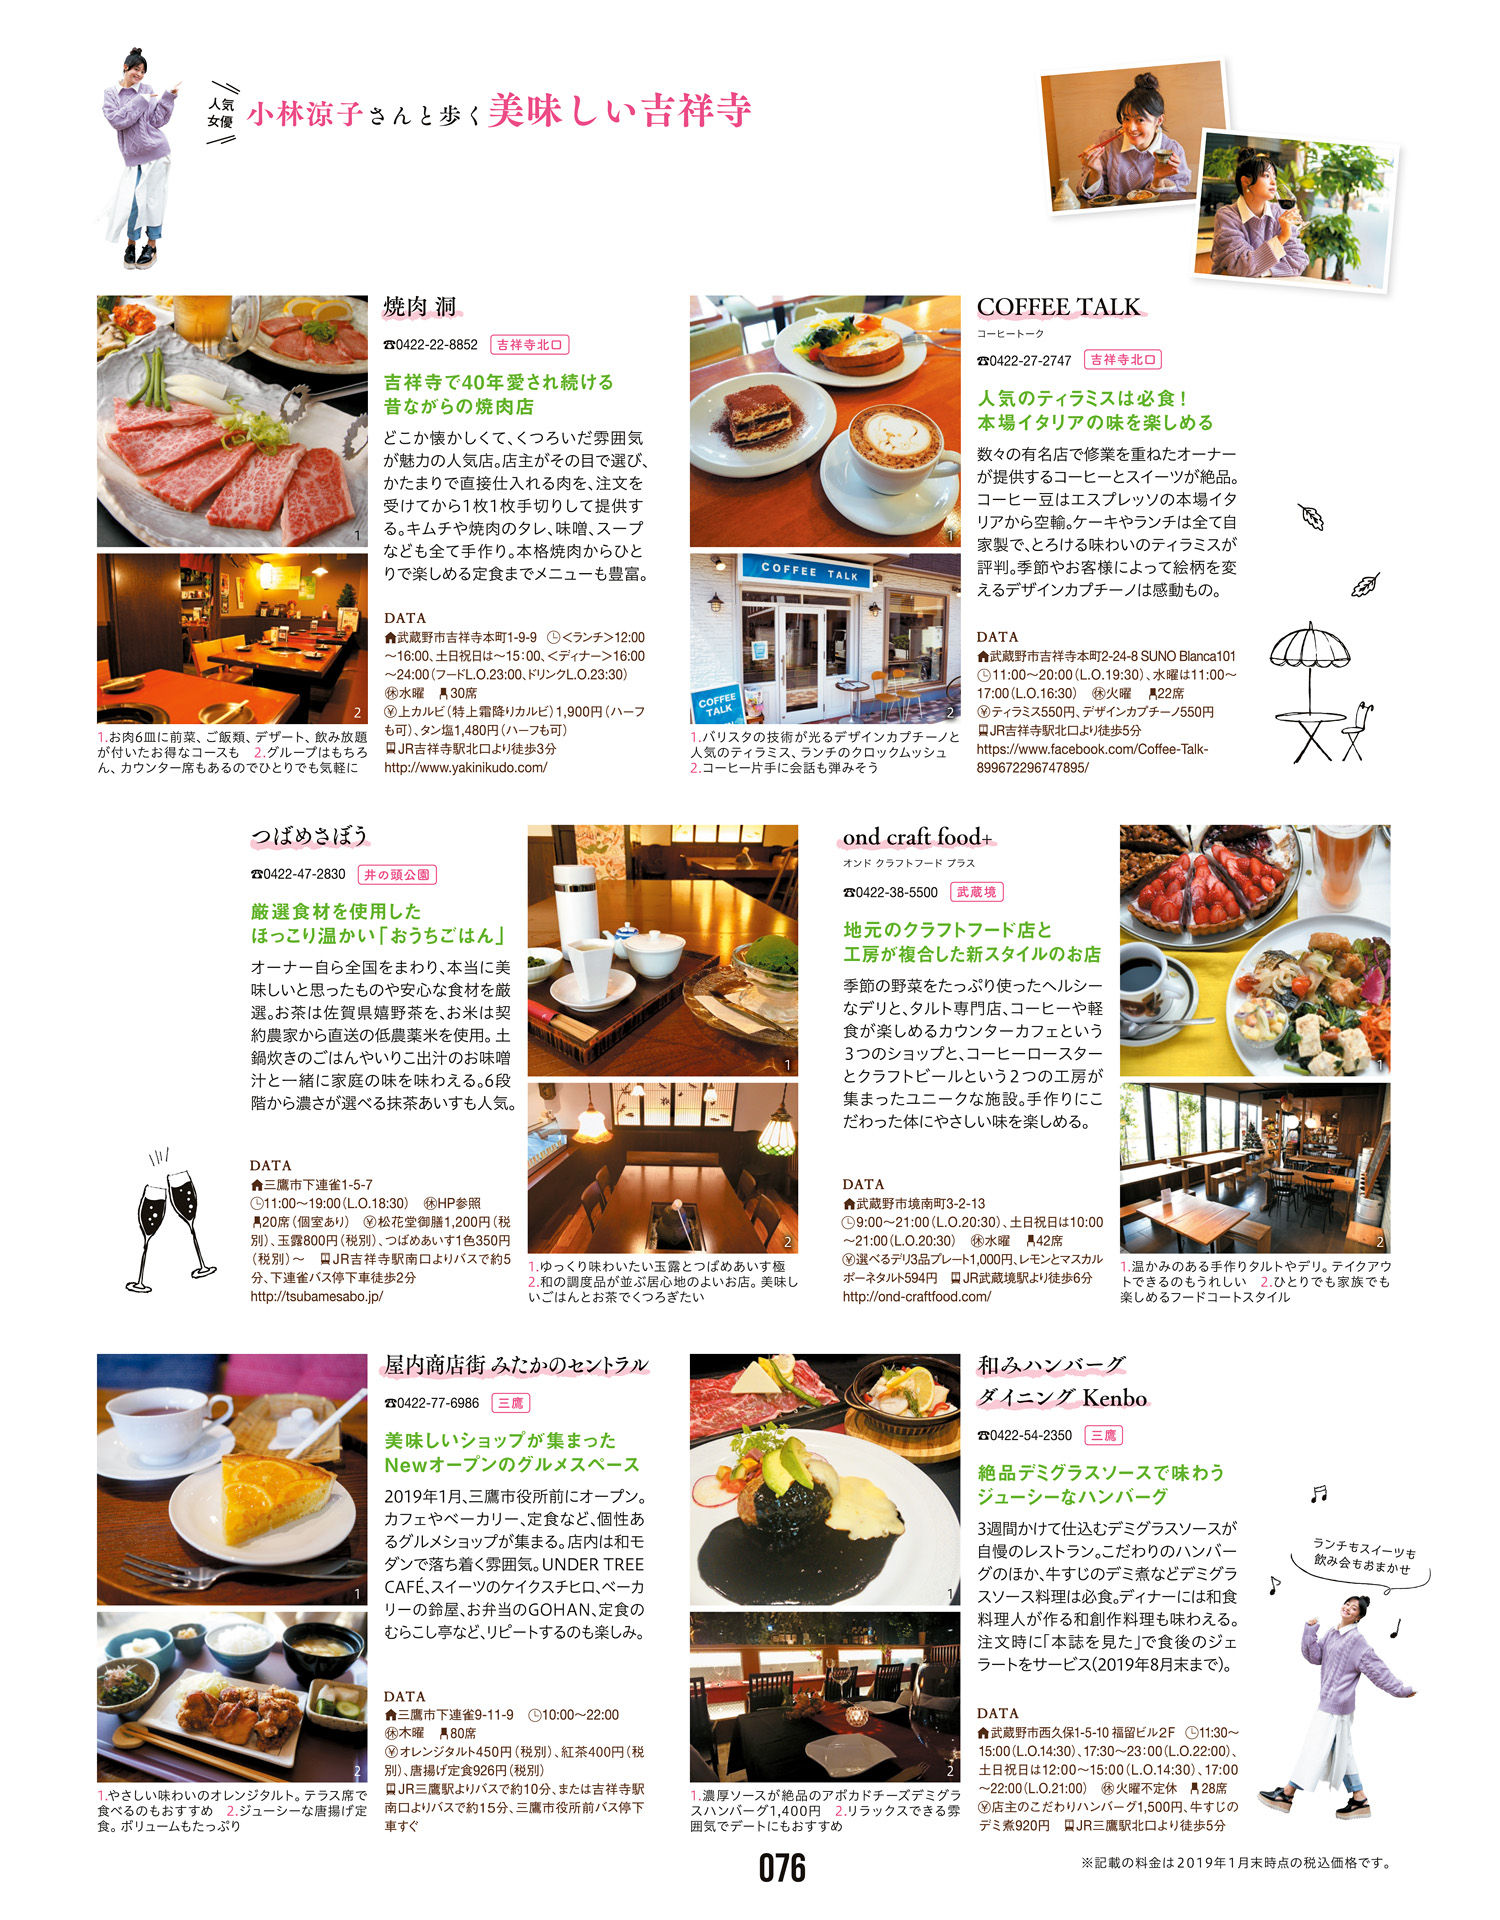 人気
女優
小林涼子さんと歩く美味しい吉祥寺
焼肉 洞
☎0422-22-8852 吉祥寺北口
吉祥寺で40年愛され続ける
昔ながらの焼肉店
どこか懐かしくて、くつろいだ雰囲気
が魅力の人気店。店主がその目で選び、
かたまりで直接仕入れる肉を、注文を
受けてから1枚1枚手切りして提供す
る。キムチや焼肉のタレ、味噌、スープ
なども全て手作り。本格焼肉からひと
りで楽しめる定食までメニューも豊富。
DATA
武蔵野市吉祥寺本町1-9-9 <ランチ>12:00
～16:00、土日祝日は～15:00、<ディナー>16:00
～24:00(フードL.O.23:00、ドリンクL.O.23:30)
㊡水曜 30席
上カルビ(特上霜降りカルビ)1,900円(ハーフ
も可)、タン塩1,480円(ハーフも可)
JR吉祥寺駅北口より徒歩3分
http://www.yakinikudo.com/
1
2
1.お肉6皿に前菜、ご飯類、デザート、飲み放題
が付いたお得なコースも 2.グループはもちろ
ん、カウンター席もあるのでひとりでも気軽に
COFFEE TALK
コーヒートーク
☎0422-27-2747 吉祥寺北口
人気のティラミスは必食！
本場イタリアの味を楽しめる
数々の有名店で修業を重ねたオーナー
が提供するコーヒーとスイーツが絶品。
コーヒー豆はエスプレッソの本場イタ
リアから空輸。ケーキやランチは全て自
家製で、とろける味わいのティラミスが
評判。季節やお客様によって絵柄を変
えるデザインカプチーノは感動もの。
DATA
武蔵野市吉祥寺本町2-24-8 SUNO Blanca101
11:00～20:00(L.O.19:30)、水曜は11:00～
17:00(L.O.16:30) ㊡火曜 22席
ティラミス550円、デザインカプチーノ550円
JR吉祥寺駅北口より徒歩5分
https://www.facebook.com/Coffee-Talk-
899672296747895/
1
COFFEE TALK
COFFEE
TALK
2
1.バリスタの技術が光るデザインカプチーノと
人気のティラミス、ランチのクロックムッシュ
2.コーヒー片手に会話も弾みそう
つばめさぼう
☎0422-47-2830 井の頭公園
厳選食材を使用した
ほっこり温かい「おうちごはん」
オーナー自ら全国をまわり、本当に美
味しいと思ったものや安心な食材を厳
選。お茶は佐賀県嬉野茶を、お米は契
約農家から直送の低農薬米を使用。土
鍋炊きのごはんやいりこ出汁のお味噌
汁と一緒に家庭の味を味わえる。6段
階から濃さが選べる抹茶あいすも人気。
DATA
三鷹市下連雀1-5-7
11:00～19:00(L.O.18:30) ㊡HP参照
20席(個室あり) 松花堂御膳1,200円(税
別)、玉露800円(税別)、つばめあいす1色350円
(税別)～ JR吉祥寺駅南口よりバスで約5
分、下連雀バス停下車徒歩2分
http://tsubamesabo.jp/
1
2
1.ゆっくり味わいたい玉露とつばめあいす極
2.和の調度品が並ぶ居心地のよいお店。美味し
いごはんとお茶でくつろぎたい
ond craft food+
オンド クラフトフード プラス
☎0422-38-5500 武蔵境
地元のクラフトフード店と
工房が複合した新スタイルのお店
季節の野菜をたっぷり使ったヘルシー
なデリと、タルト専門店、コーヒーや軽
食が楽しめるカウンターカフェという
3つのショップと、コーヒーロースター
とクラフトビールという2つの工房が
集まったユニークな施設。手作りにこ
だわった体にやさしい味を楽しめる。
DATA
武蔵野市境南町3-2-13
9:00～21:00(L.O.20:30)、土日祝日は10:00
～21:00(L.O.20:30) ㊡水曜 42席
選べるデリ3品プレート1,000円、レモンとマスカル
ポーネタルト594円 JR武蔵境駅より徒歩6分
http://ond-craftfood.com/
1
2
1.温かみのある手作りタルトやデリ。テイクアウ
トできるのもうれしい 2.ひとりでも家族でも
楽しめるフードコートスタイル
屋内商店街 みたかのセントラル
☎0422-77-6986 三鷹
美味しいショップが集まった
Newオープンのグルメスペース
2019年1月、三鷹市役所前にオープン。
カフェやベーカリー、定食など、個性あ
るグルメショップが集まる。店内は和モ
ダンで落ち着く雰囲気。UNDER TREE
CAFÉ、スイーツのケイクスチヒロ、ベーカ
リーの鈴屋、お弁当のGOHAN、定食の
むらこし亭など、リピートするのも楽しみ。
DATA
三鷹市下連雀9-11-9 10:00～22:00
㊡木曜 80席
オレンジタルト450円(税別)、紅茶400円(税
別)、唐揚げ定食926円(税別)
JR三鷹駅よりバスで約10分、または吉祥寺駅
南口よりバスで約15分、三鷹市役所前バス停下
車すぐ
1
2
1.やさしい味わいのオレンジタルト。テラス席で
食べるのもおすすめ 2.ジューシーな唐揚げ定
食。ボリュームもたっぷり
和みハンバーグ
ダイニング Kenbo
☎0422-54-2350 三鷹
絶品デミグラスソースで味わう
ジューシーなハンバーグ
3週間かけて仕込むデミグラスソースが
自慢のレストラン。こだわりのハンバー
グのほか、牛すじのデミ煮などデミグラ
スソース料理は必食。ディナーには和食
料理人が作る和創作料理も味わえる。
注文時に「本誌を見た」で食後のジェ
ラートをサービス(2019年8月末まで)。
DATA
武蔵野市西久保1-5-10 福留ビル2F 11:30～
15:00(L.O.14:30)、17:30～23:00(L.O.22:00)、
土日祝日は12:00～15:00(L.O.14:30)、17:00
～22:00(L.O.21:00) ㊡火曜不定休 28席
店主のこだわりハンバーグ1,500円、牛すじの
デミ煮920円 JR三鷹駅北口より徒歩5分
1
2
1.濃厚ソースが絶品のアボカドチーズデミグラ
スハンバーグ1,400円 2.リラックスできる雰
囲気でデートにもおすすめ
ランチもスイーツも
飲み会もおまかせ
076
※記載の料金は2019年1月末時点の税込価格です。